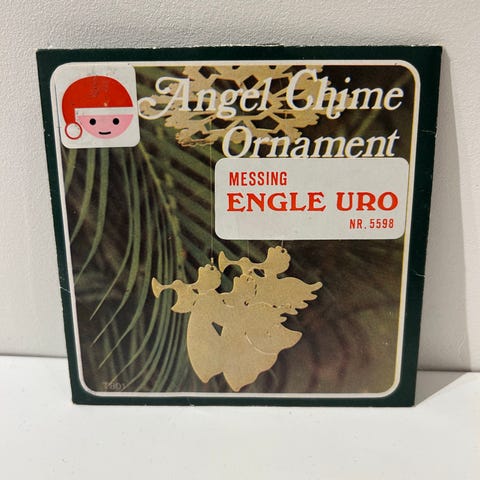 Angel Chime
Ornament
MESSING
ENGLE URO
NR. 5598